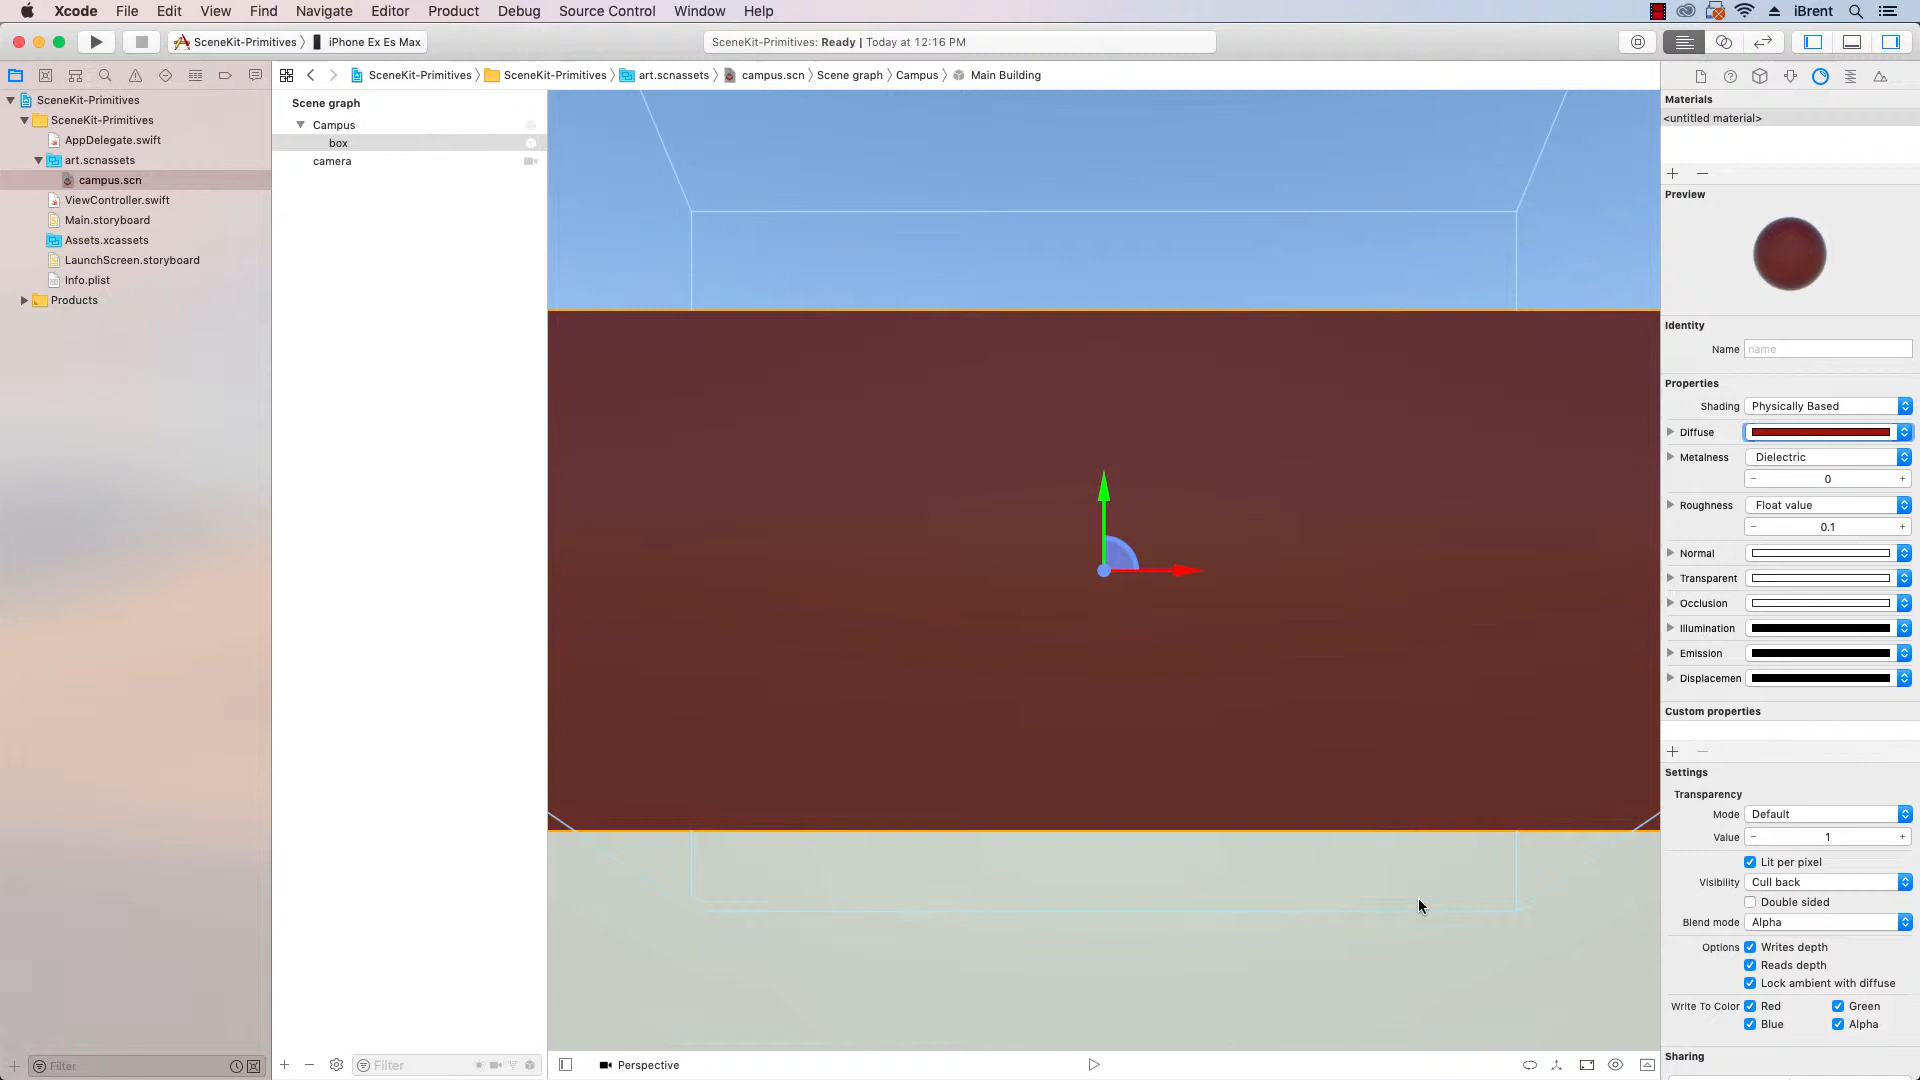 Xcode File Edit View Find Navigate Editor Product Debug Source Control Window Help iBrent
SceneKit-Primitives iPhone Ex Es Max SceneKit-Primitives: Ready | Today at 12:16 PM
SceneKit-Primitives SceneKit-Primitives art.scnassets campus.scn Scene graph Campus Main Building
SceneKit-Primitives
SceneKit-Primitives
AppDelegate.swift
art.scnassets
campus.scn
ViewController.swift
Main.storyboard
Assets.xcassets
LaunchScreen.storyboard
Info.plist
Products
Filter
Scene graph
Campus
box
camera
Filter
Perspective
Materials
<untitled material>
Preview
Identity
Name name
Properties
Shading Physically Based
Diffuse
Metalness Dielectric
− 0 +
Roughness Float value
− 0.1 +
Normal
Transparent
Occlusion
Illumination
Emission
Displacemen
Custom properties
Settings
Transparency
Mode Default
Value − 1 +
Lit per pixel
Visibility Cull back
Double sided
Blend mode Alpha
Options Writes depth
Reads depth
Lock ambient with diffuse
Write To Color Red Green
Blue Alpha
Sharing